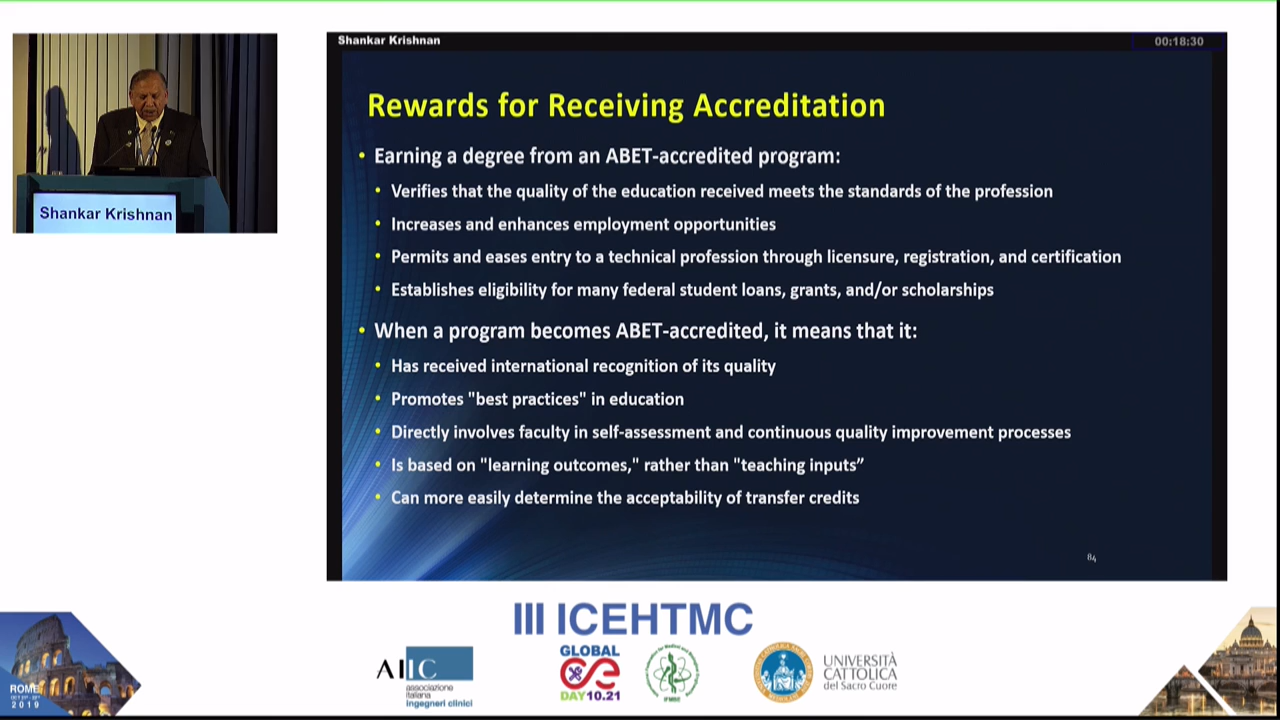 Shankar Krishnan
00:18:30
Rewards for Receiving Accreditation
• Earning a degree from an ABET-accredited program:
• Verifies that the quality of the education received meets the standards of the profession
• Increases and enhances employment opportunities
• Permits and eases entry to a technical profession through licensure, registration, and certification
• Establishes eligibility for many federal student loans, grants, and/or scholarships
• When a program becomes ABET-accredited, it means that it:
• Has received international recognition of its quality
• Promotes "best practices" in education
• Directly involves faculty in self-assessment and continuous quality improvement processes
• Is based on "learning outcomes," rather than "teaching inputs”
• Can more easily determine the acceptability of transfer credits
84
Shankar Krishnan
III ICEHTMC
AIIC
associazione
italiana
ingegneri clinici
GLOBAL
CE
DAY10.21
IFMBE
UNIVERSITÀ
CATTOLICA
del Sacro Cuore
ROME
2019